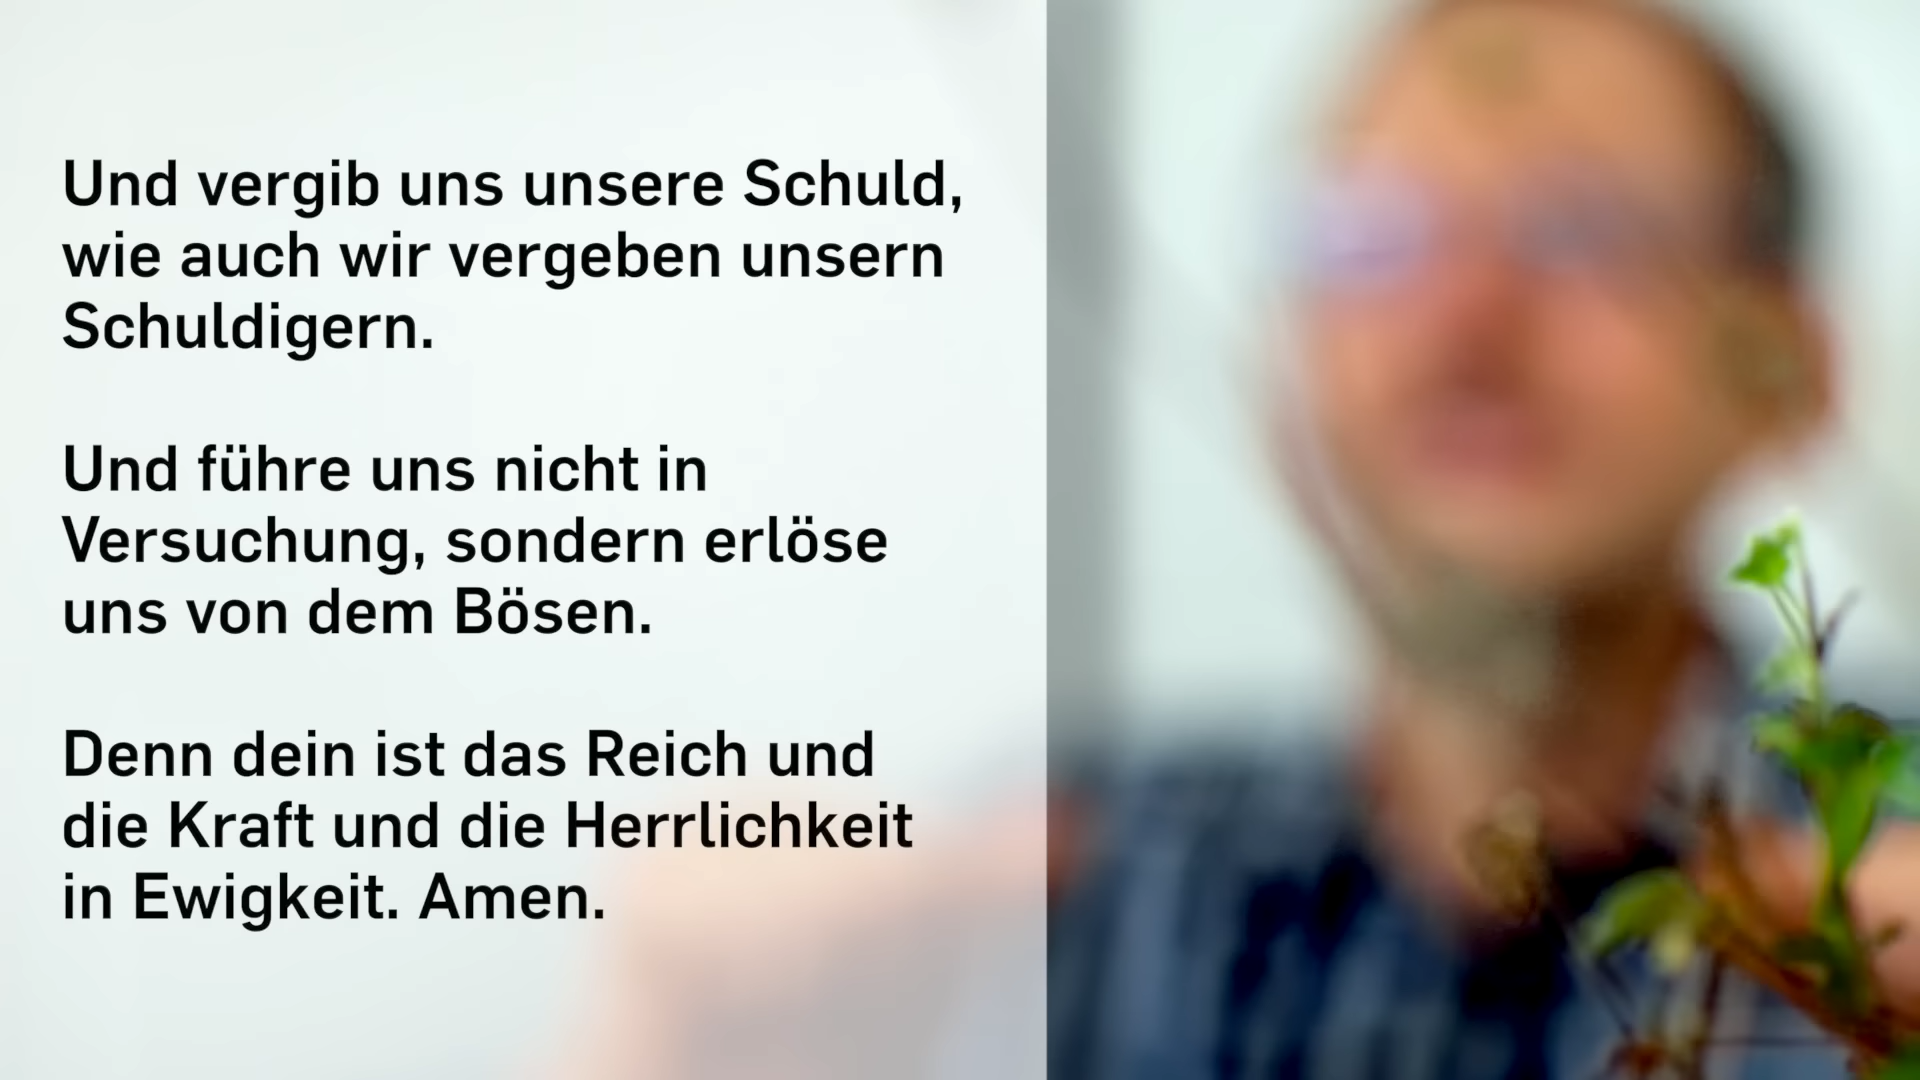 Und vergib uns unsere Schuld,
wie auch wir vergeben unsern
Schuldigern.
Und führe uns nicht in
Versuchung, sondern erlöse
uns von dem Bösen.
Denn dein ist das Reich und
die Kraft und die Herrlichkeit
in Ewigkeit. Amen.